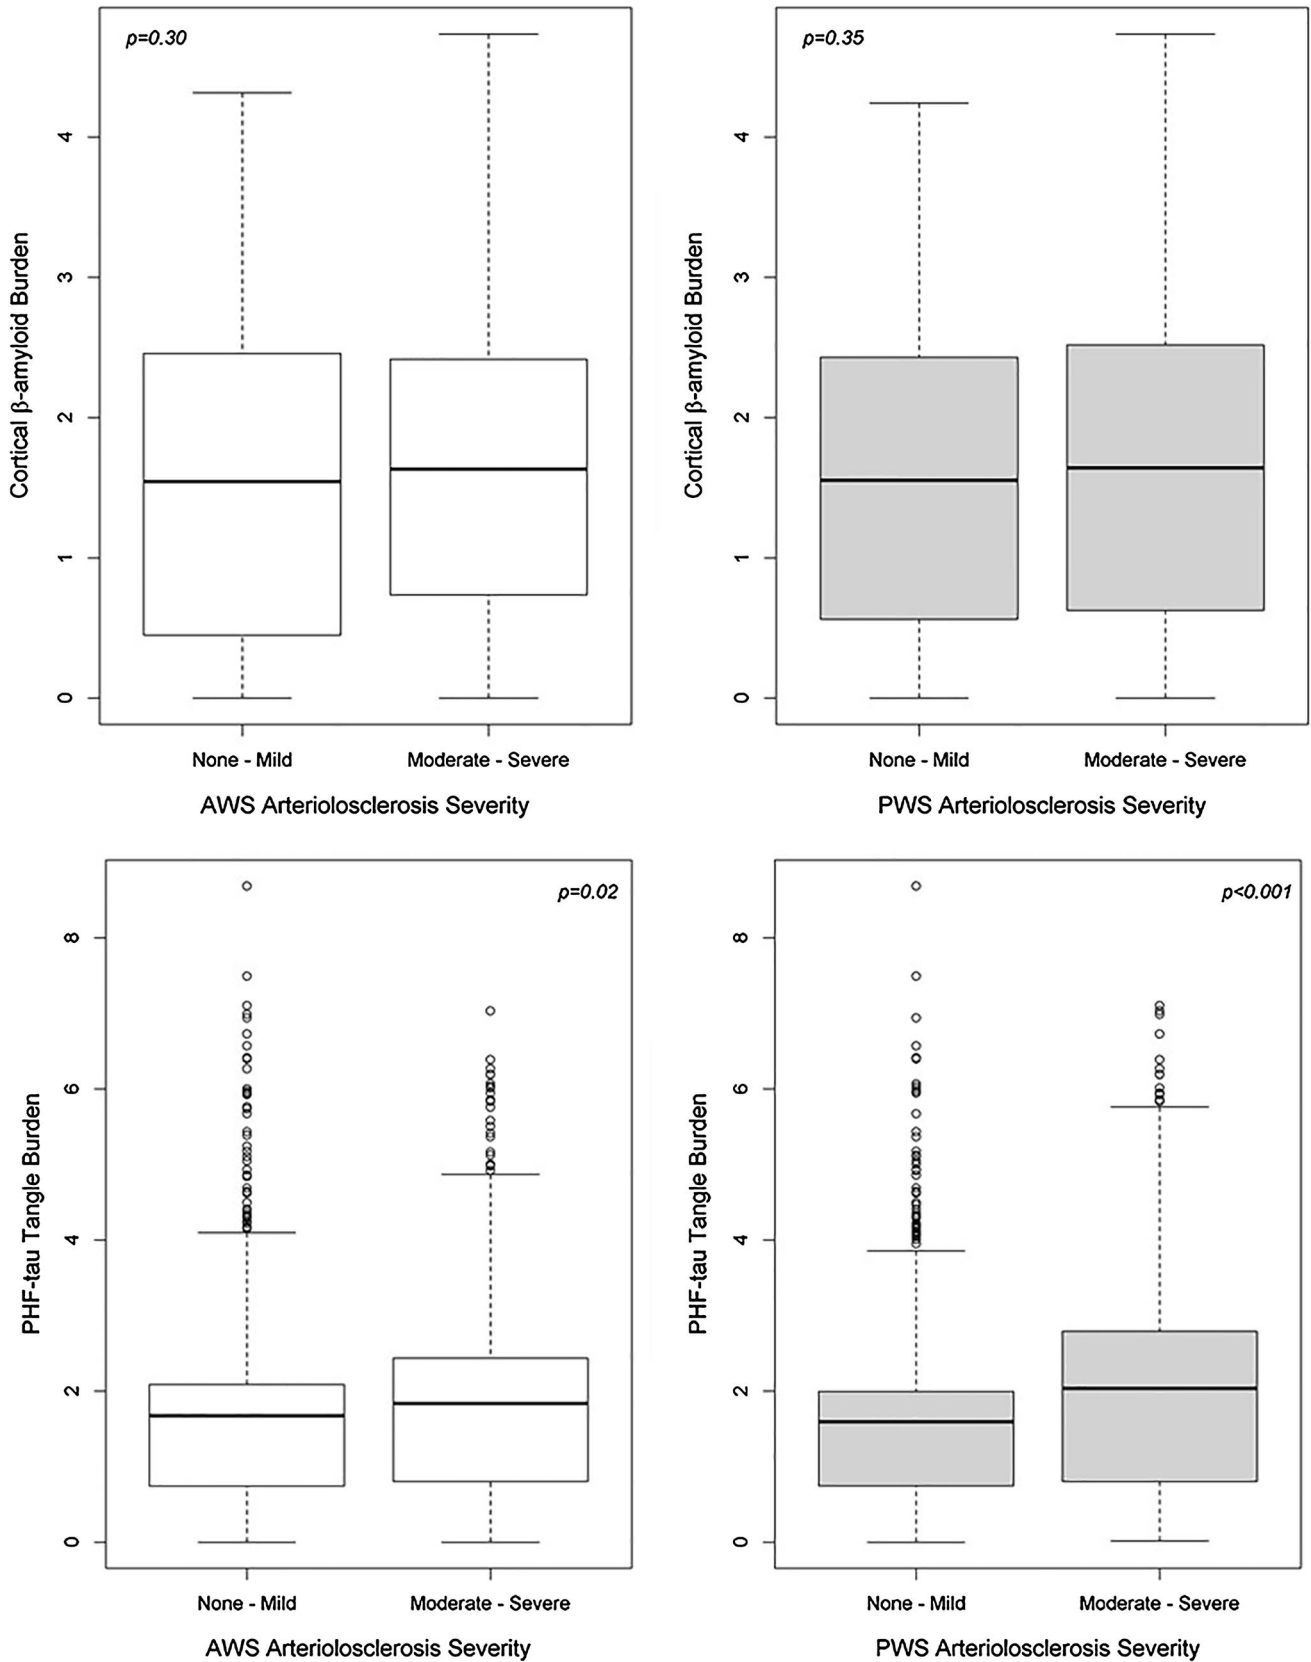 p=0.30
Cortical β-amyloid Burden
4
3
2
1
0
None - Mild
Moderate - Severe
AWS Arteriolosclerosis Severity
p=0.35
Cortical β-amyloid Burden
4
3
2
1
0
None - Mild
Moderate - Severe
PWS Arteriolosclerosis Severity
p=0.02
PHF-tau Tangle Burden
8
6
4
2
0
None - Mild
Moderate - Severe
AWS Arteriolosclerosis Severity
p<0.001
PHF-tau Tangle Burden
8
6
4
2
0
None - Mild
Moderate - Severe
PWS Arteriolosclerosis Severity